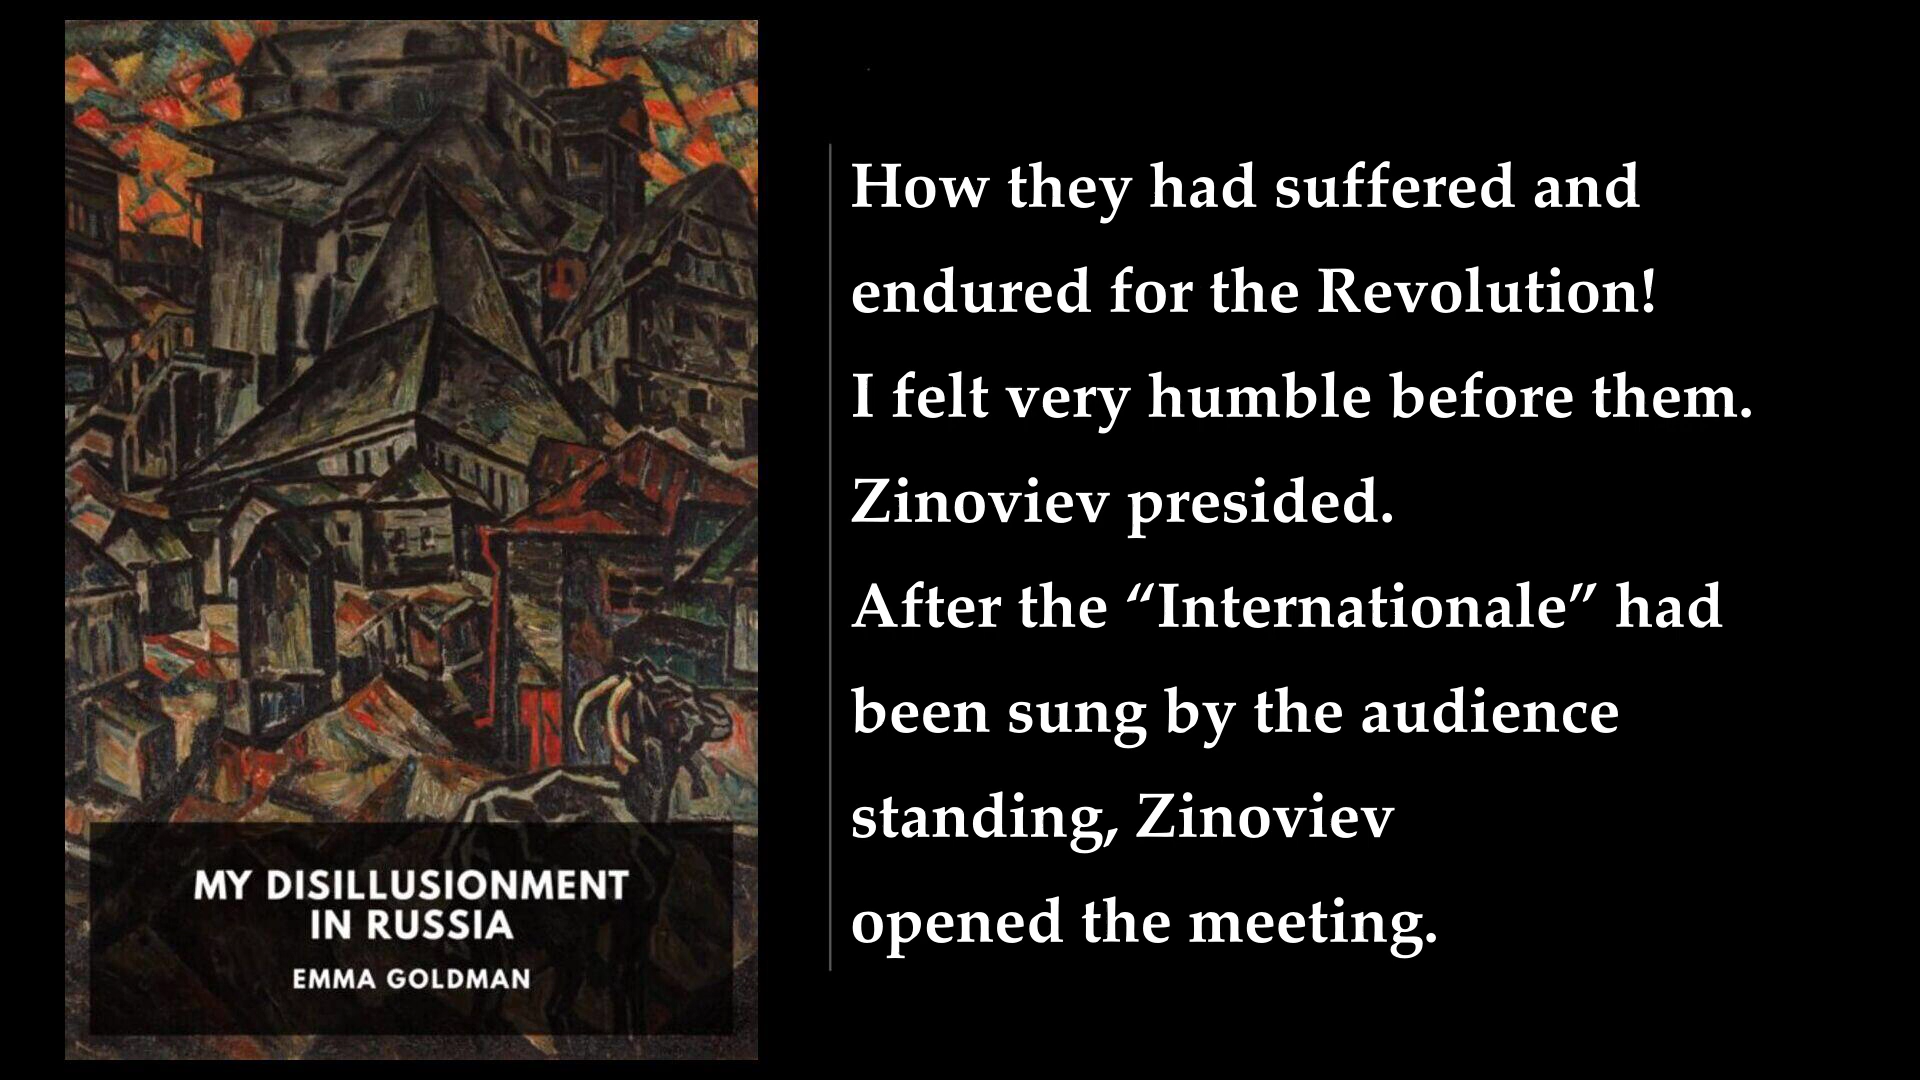 MY DISILLUSIONMENT
IN RUSSIA
EMMA GOLDMAN
How they had suffered and
endured for the Revolution!
I felt very humble before them.
Zinoviev presided.
After the “Internationale” had
been sung by the audience
standing, Zinoviev
opened the meeting.